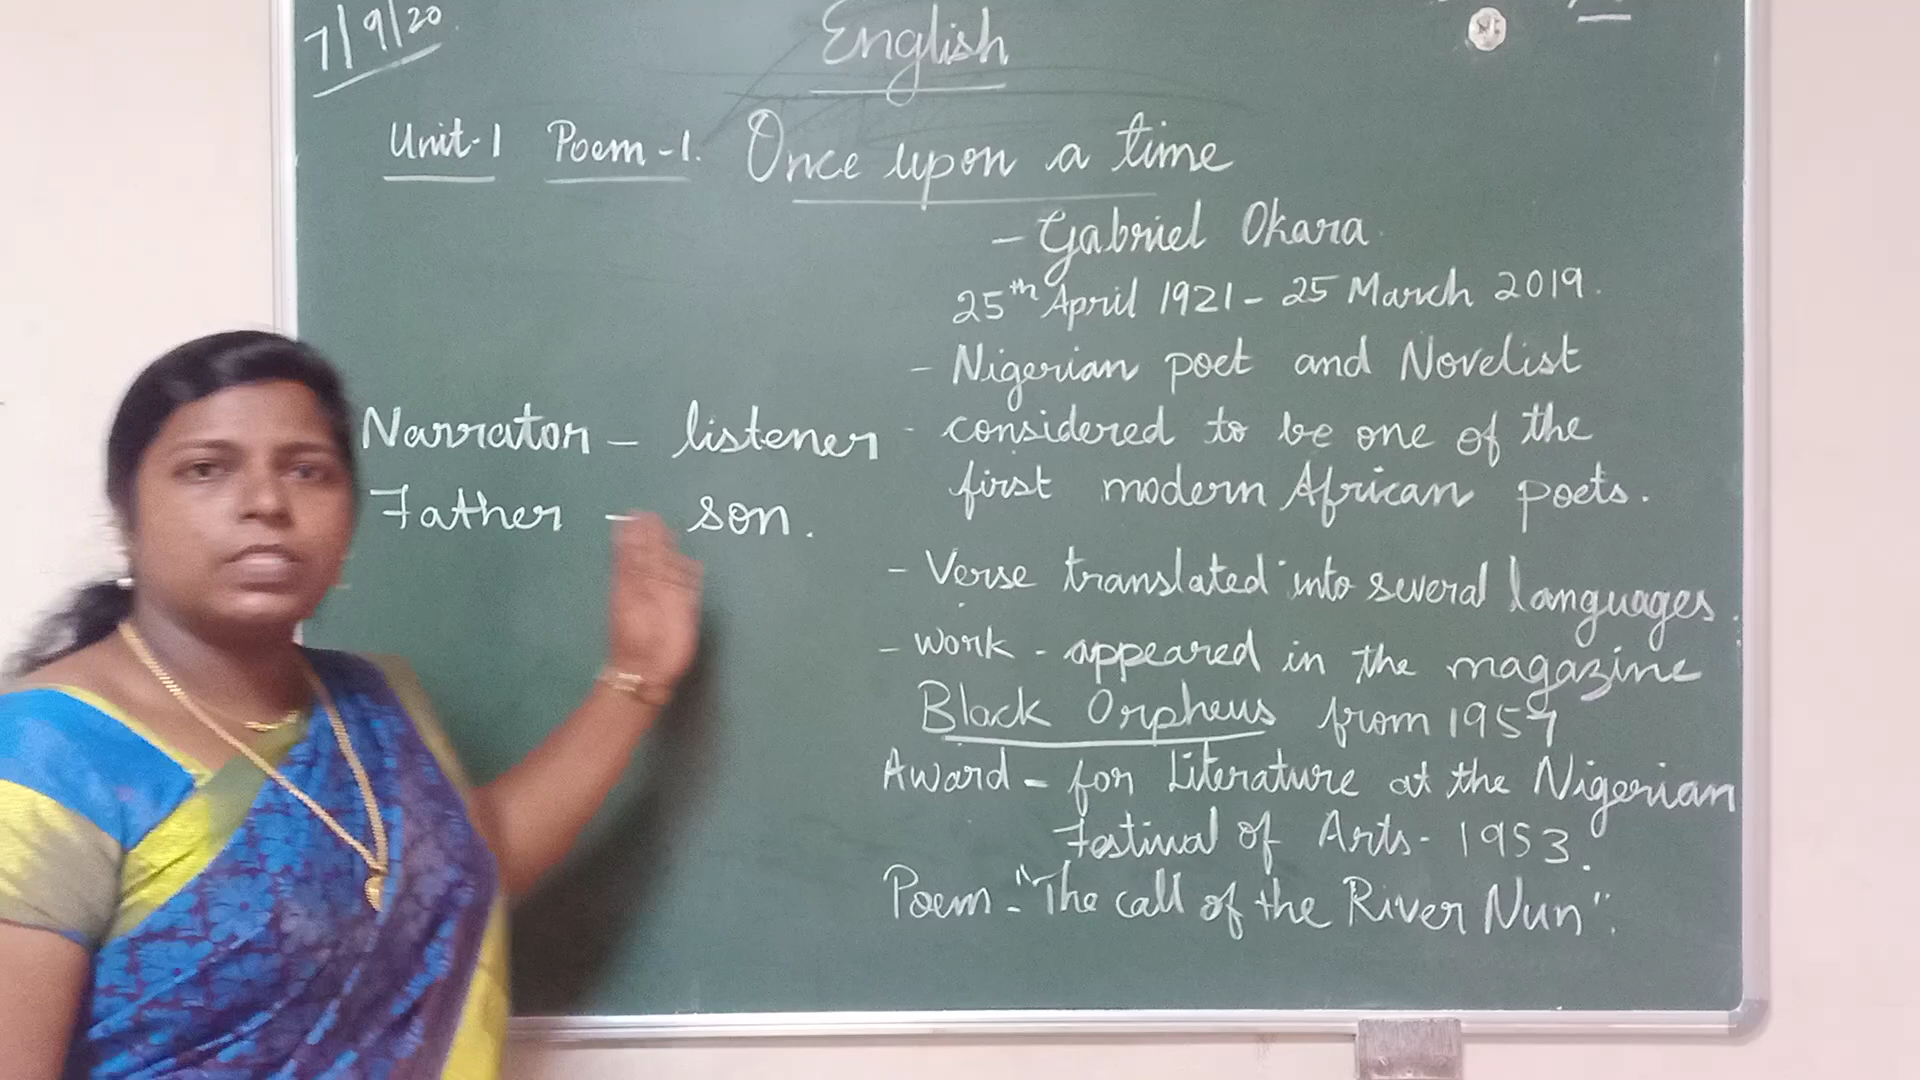 7/9/20
English
Unit-1 Poem-1. Once upon a time
- Gabriel Okara
25th April 1921 - 25 March 2019.
- Nigerian poet and Novelist
Narrator - listener
Father - son.
- considered to be one of the
first modern African poets.
- Verse translated into several languages.
- work - appeared in the magazine
Black Orpheus from 1957
Award - for Literature at the Nigerian
Festival of Arts - 1953.
Poem - "The call of the River Nun".